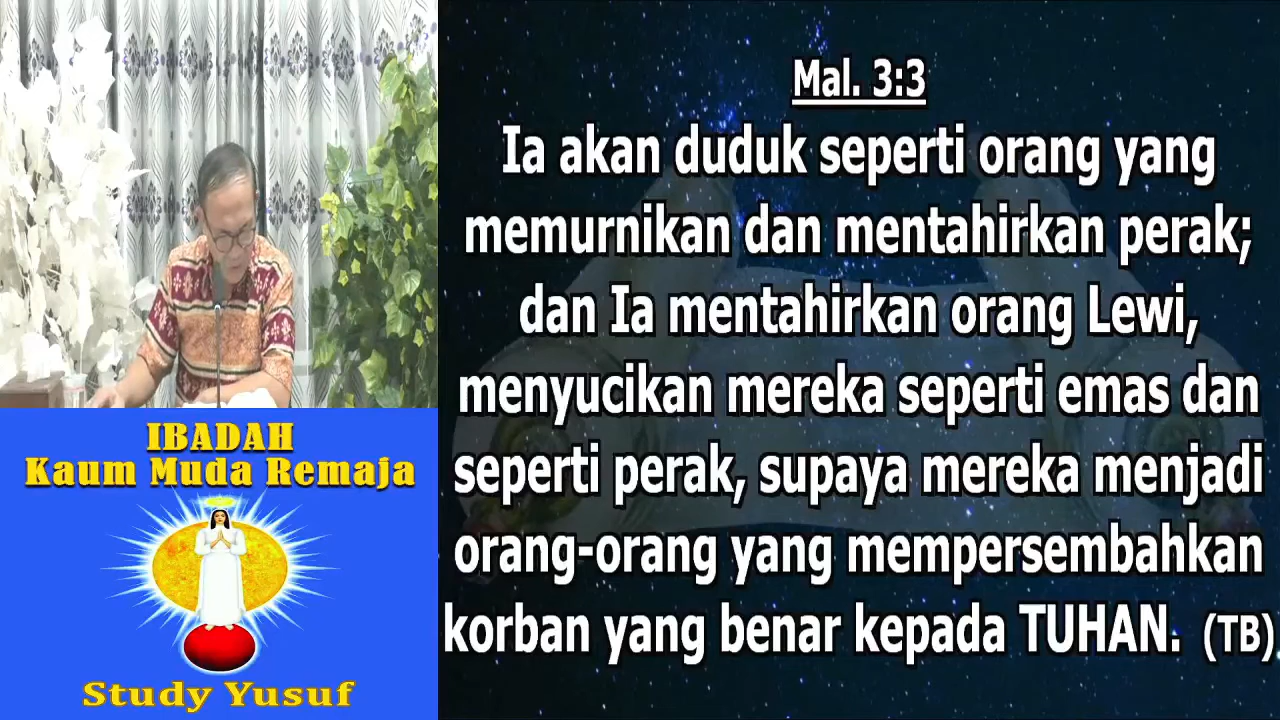 IBADAH
Kaum Muda Remaja
Study Yusuf
Mal. 3:3
Ia akan duduk seperti orang yang
memurnikan dan mentahirkan perak;
dan Ia mentahirkan orang Lewi,
menyucikan mereka seperti emas dan
seperti perak, supaya mereka menjadi
orang-orang yang mempersembahkan
korban yang benar kepada TUHAN. (TB)